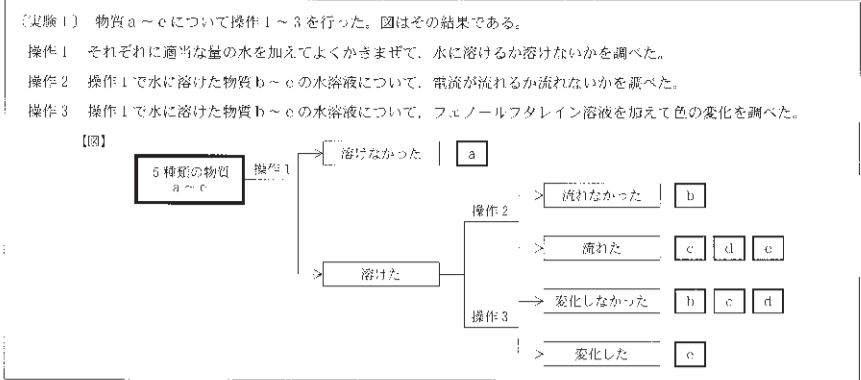 〔実験1〕 物質a~eについて操作1~3を行った。図はその結果である。
操作1 それぞれに適当な量の水を加えてよくかきまぜて、水に溶けるか溶けないかを調べた。
操作2 操作1で水に溶けた物質b~eの水溶液について、電流が流れるか流れないかを調べた。
操作3 操作1で水に溶けた物質b~eの水溶液について、フェノールフタレイン溶液を加えて色の変化を調べた。
【図】
5種類の物質
a~e
操作1
溶けなかった a
溶けた
操作2
流れなかった b
流れた c d e
操作3
変化しなかった b c d
変化した e